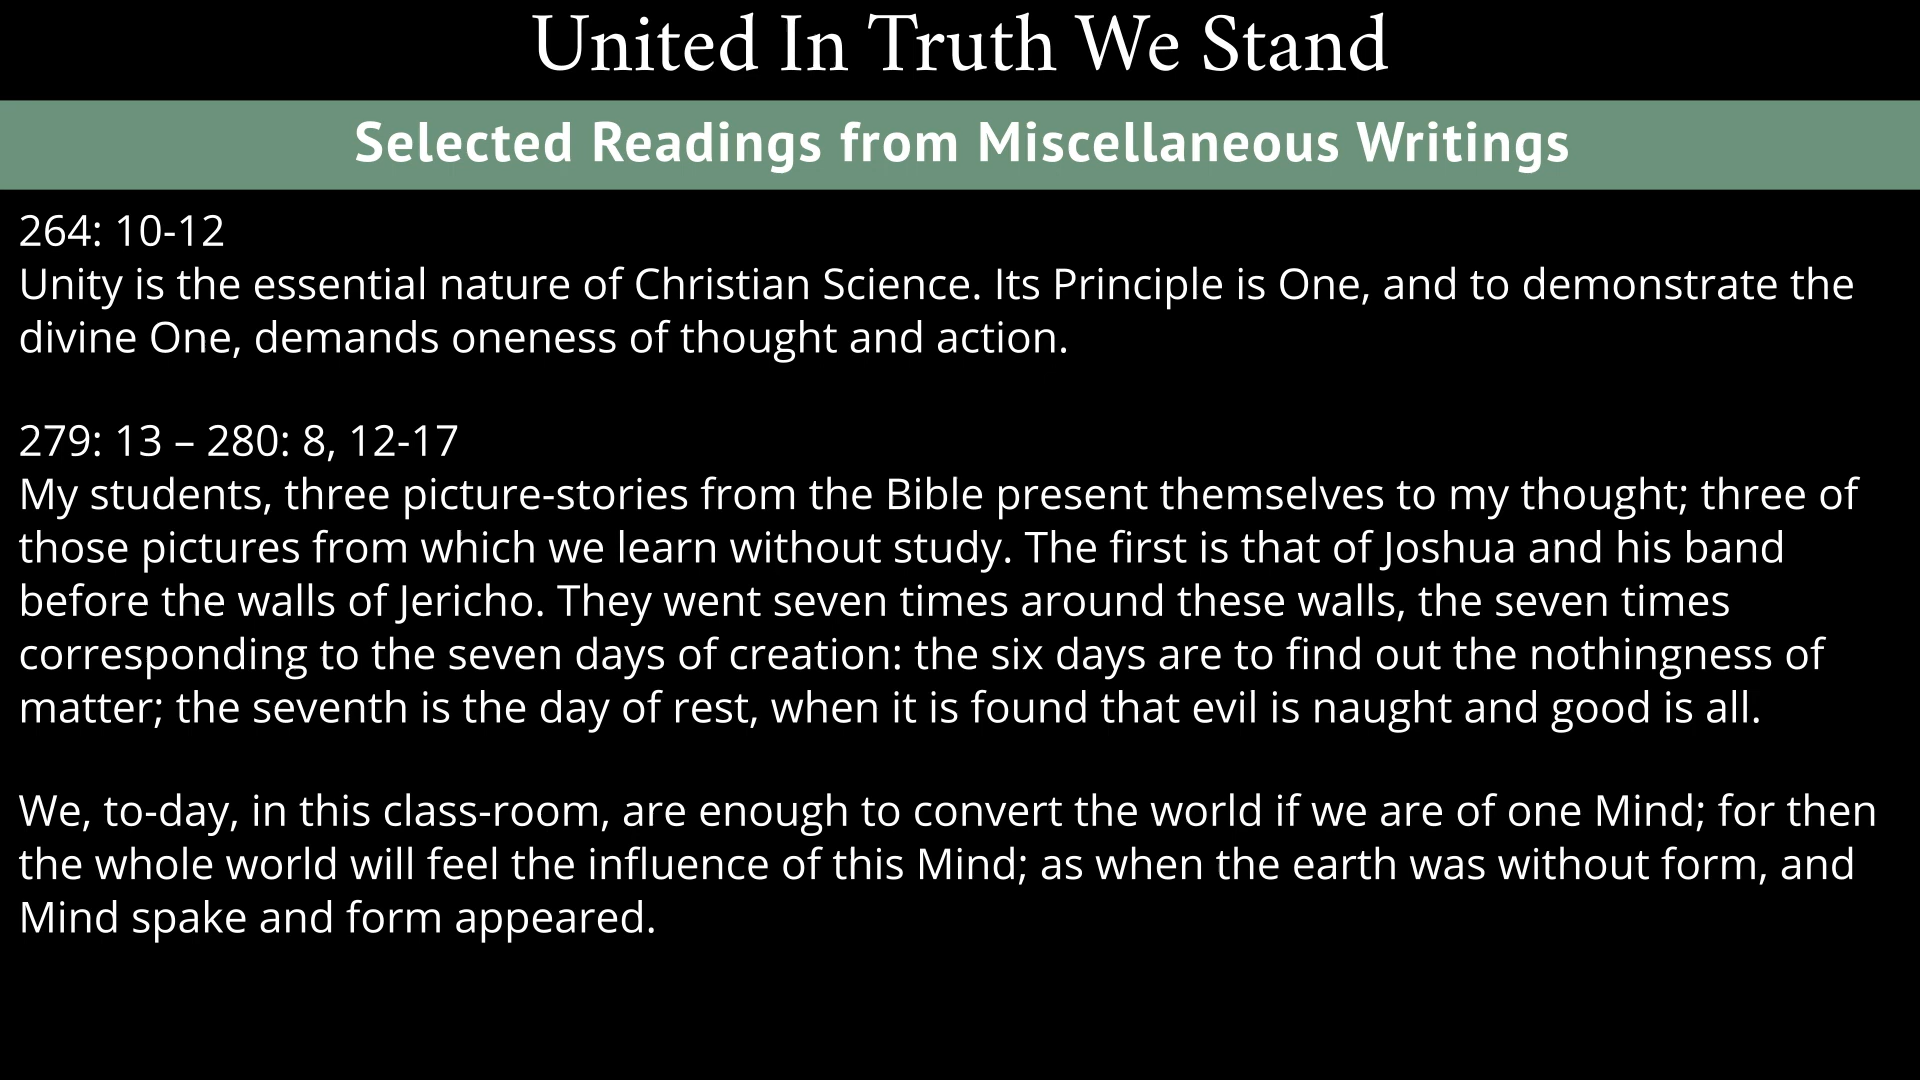 United In Truth We Stand
Selected Readings from Miscellaneous Writings
264: 10-12
Unity is the essential nature of Christian Science. Its Principle is One, and to demonstrate the
divine One, demands oneness of thought and action.
279: 13 – 280: 8, 12-17
My students, three picture-stories from the Bible present themselves to my thought; three of
those pictures from which we learn without study. The first is that of Joshua and his band
before the walls of Jericho. They went seven times around these walls, the seven times
corresponding to the seven days of creation: the six days are to find out the nothingness of
matter; the seventh is the day of rest, when it is found that evil is naught and good is all.
We, to-day, in this class-room, are enough to convert the world if we are of one Mind; for then
the whole world will feel the influence of this Mind; as when the earth was without form, and
Mind spake and form appeared.